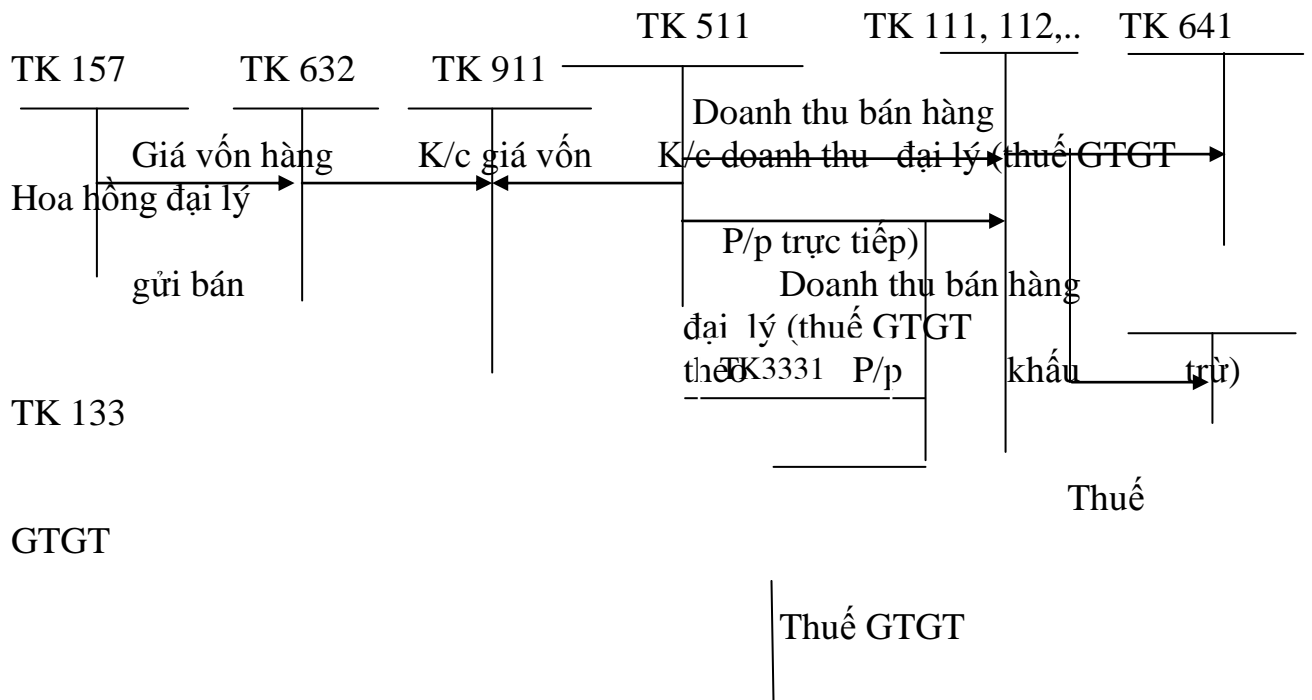 TK 511 TK 111, 112,.. TK 641
TK 157 TK 632 TK 911
Doanh thu bán hàng
Giá vốn hàng K/c giá vốn K/c doanh thu đại lý (thuế GTGT
Hoa hồng đại lý
P/p trực tiếp)
gửi bán Doanh thu bán hàng
đại lý (thuế GTGT
theo TK3331 P/p khấu trừ)
TK 133
Thuế
GTGT
Thuế GTGT